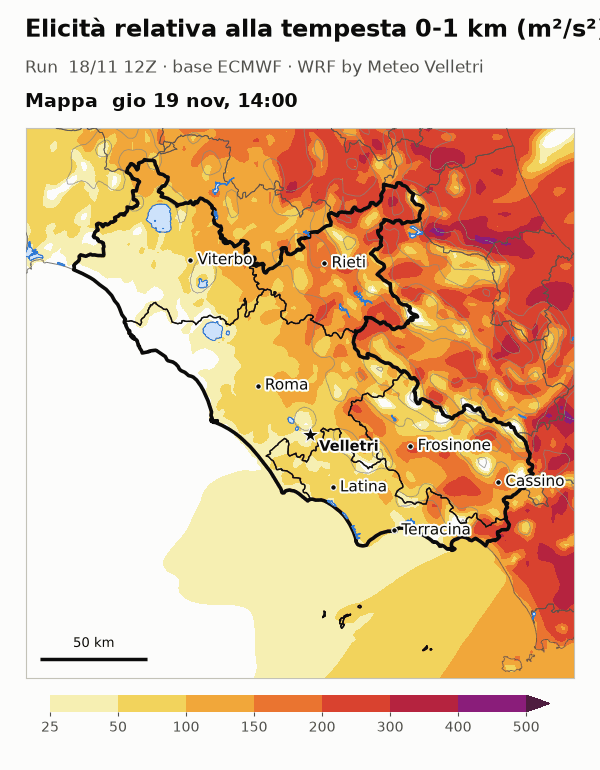 Elicità relativa alla tempesta 0-1 km (m²/s²)
Run  18/11 12Z · base ECMWF · WRF by Meteo Velletri
Mappa  gio 19 nov, 14:00
Viterbo
Rieti
Roma
Velletri
Frosinone
Latina
Cassino
Terracina
50 km
25 50 100 150 200 300 400 500